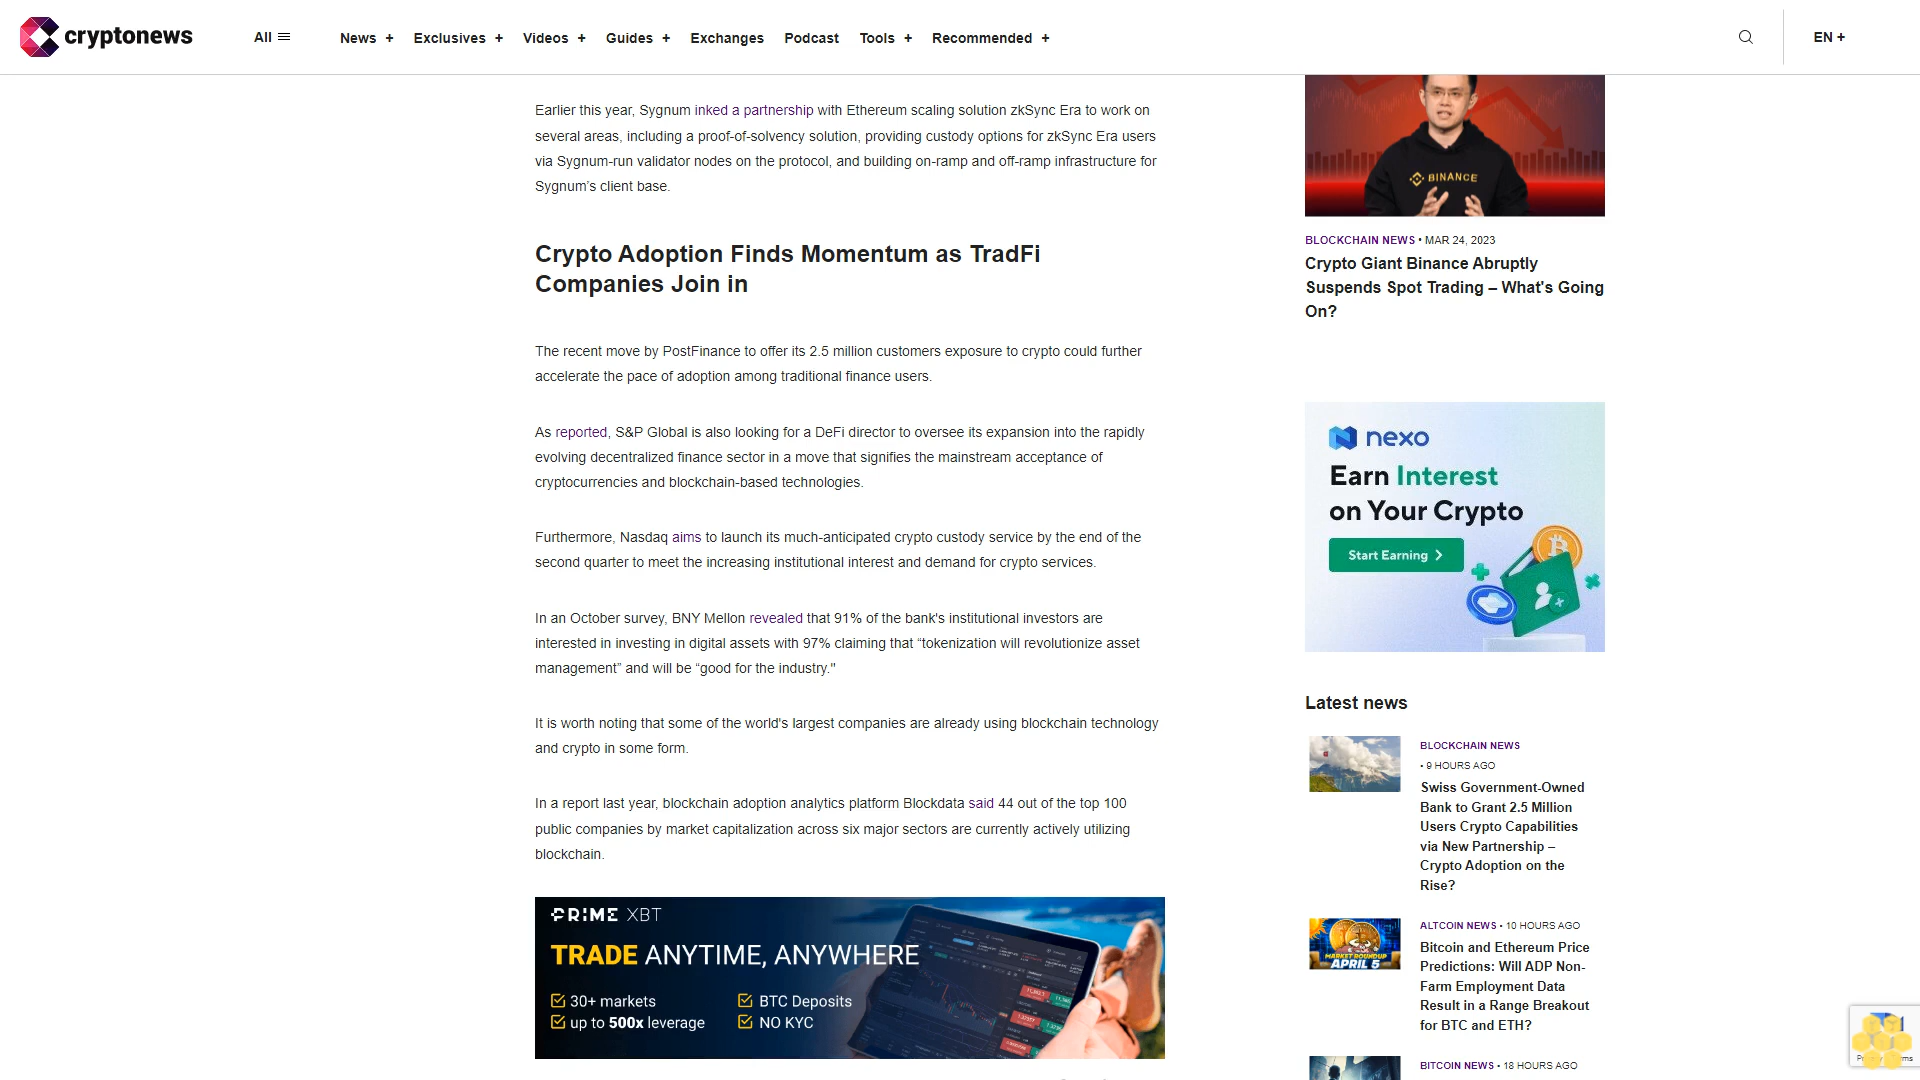 cryptonews
All
News +
Exclusives +
Videos +
Guides +
Exchanges
Podcast
Tools +
Recommended +
EN +
Earlier this year, Sygnum inked a partnership with Ethereum scaling solution zkSync Era to work on
several areas, including a proof-of-solvency solution, providing custody options for zkSync Era users
via Sygnum-run validator nodes on the protocol, and building on-ramp and off-ramp infrastructure for
Sygnum's client base.
Crypto Adoption Finds Momentum as TradFi
Companies Join in
The recent move by PostFinance to offer its 2.5 million customers exposure to crypto could further
accelerate the pace of adoption among traditional finance users.
As reported, S&P Global is also looking for a DeFi director to oversee its expansion into the rapidly
evolving decentralized finance sector in a move that signifies the mainstream acceptance of
cryptocurrencies and blockchain-based technologies.
Furthermore, Nasdaq aims to launch its much-anticipated crypto custody service by the end of the
second quarter to meet the increasing institutional interest and demand for crypto services.
In an October survey, BNY Mellon revealed that 91% of the bank's institutional investors are
interested in investing in digital assets with 97% claiming that “tokenization will revolutionize asset
management” and will be “good for the industry."
It is worth noting that some of the world's largest companies are already using blockchain technology
and crypto in some form.
In a report last year, blockchain adoption analytics platform Blockdata said 44 out of the top 100
public companies by market capitalization across six major sectors are currently actively utilizing
blockchain.
PRIME XBT
TRADE ANYTIME, ANYWHERE
30+ markets
BTC Deposits
up to 500x leverage
NO KYC
BINANCE
BLOCKCHAIN NEWS • MAR 24, 2023
Crypto Giant Binance Abruptly
Suspends Spot Trading – What's Going
On?
nexo
Earn Interest
on Your Crypto
Start Earning
Latest news
BLOCKCHAIN NEWS
• 9 HOURS AGO
Swiss Government-Owned
Bank to Grant 2.5 Million
Users Crypto Capabilities
via New Partnership –
Crypto Adoption on the
Rise?
MARKET ROUNDUP
APRIL 5
ALTCOIN NEWS • 10 HOURS AGO
Bitcoin and Ethereum Price
Predictions: Will ADP Non-
Farm Employment Data
Result in a Range Breakout
for BTC and ETH?
BITCOIN NEWS • 18 HOURS AGO